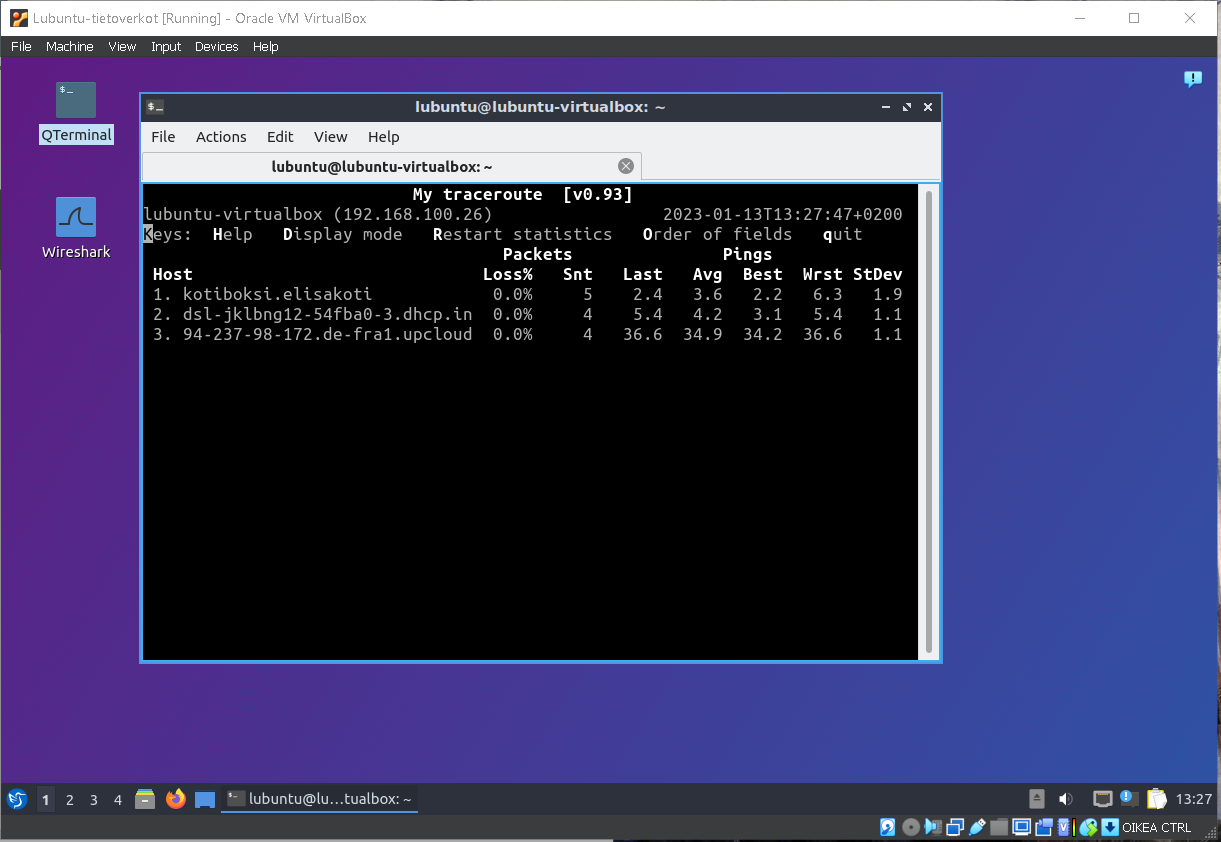 Lubuntu-tietoverkot [Running] - Oracle VM VirtualBox
File Machine View Input Devices Help
$_
QTerminal
Wireshark
$_ lubuntu@lubuntu-virtualbox: ~
File Actions Edit View Help
lubuntu@lubuntu-virtualbox: ~
My traceroute [v0.93]
lubuntu-virtualbox (192.168.100.26) 2023-01-13T13:27:47+0200
Keys: Help Display mode Restart statistics Order of fields quit
Packets Pings
Host Loss% Snt Last Avg Best Wrst StDev
1. kotiboksi.elisakoti 0.0% 5 2.4 3.6 2.2 6.3 1.9
2. dsl-jklbng12-54fba0-3.dhcp.in 0.0% 4 5.4 4.2 3.1 5.4 1.1
3. 94-237-98-172.de-fra1.upcloud 0.0% 4 36.6 34.9 34.2 36.6 1.1
1 2 3 4 $_ lubuntu@lu...tualbox: ~ 13:27
V OIKEA CTRL